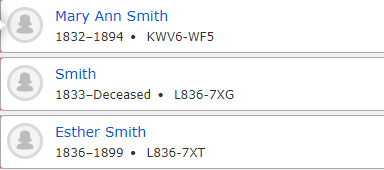 Mary Ann Smith
1832–1894 • KWV6-WF5
Smith
1833–Deceased • L836-7XG
Esther Smith
1836–1899 • L836-7XT